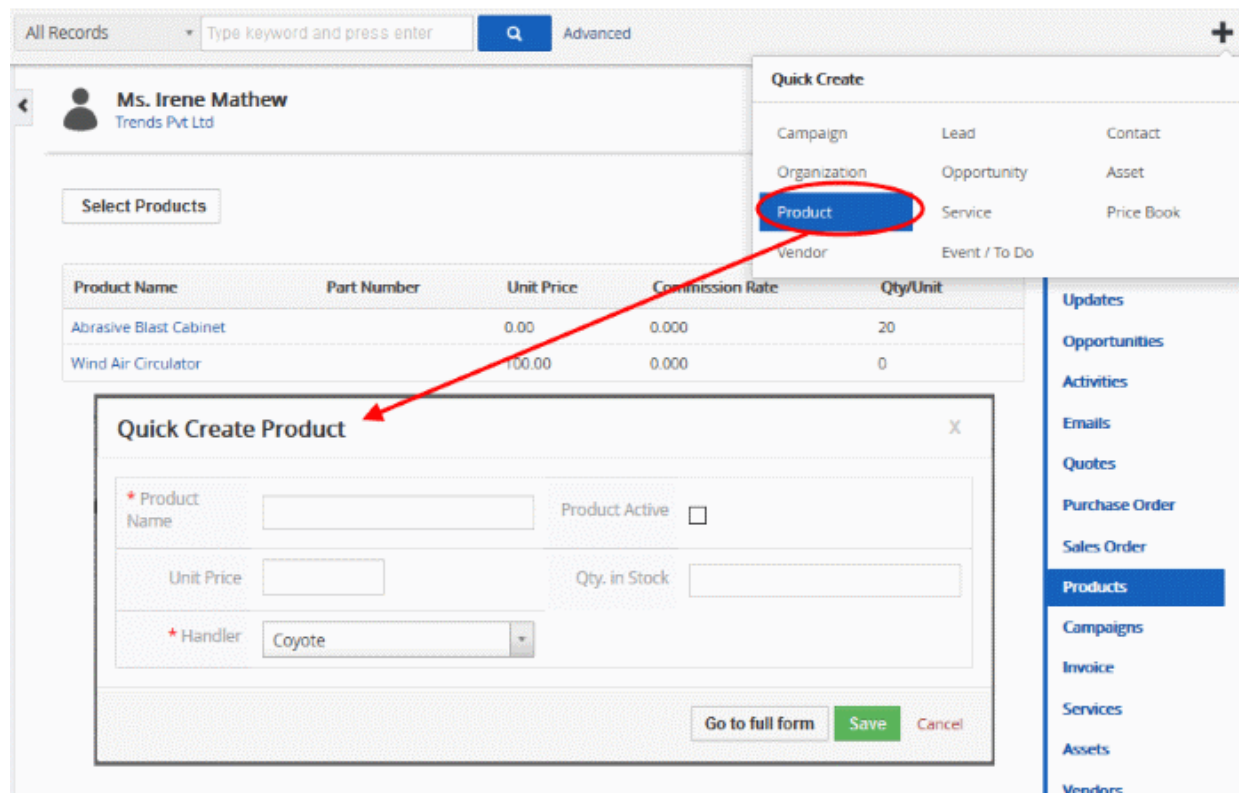 All Records Type keyword and press enter Advanced
Quick Create
Ms. Irene Mathew
Trends Pvt Ltd
Campaign Lead Contact
Organization Opportunity Asset
Select Products
Product Service Price Book
Vendor Event / To Do
Product Name Part Number Unit Price Commission Rate Qty/Unit
Abrasive Blast Cabinet 0.00 0.000 20
Wind Air Circulator 100.00 0.000 0
Quick Create Product X
* Product Name Product Active
Unit Price Qty. in Stock
* Handler Coyote
Go to full form Save Cancel
Updates
Opportunities
Activities
Emails
Quotes
Purchase Order
Sales Order
Products
Campaigns
Invoice
Services
Assets
Vendors